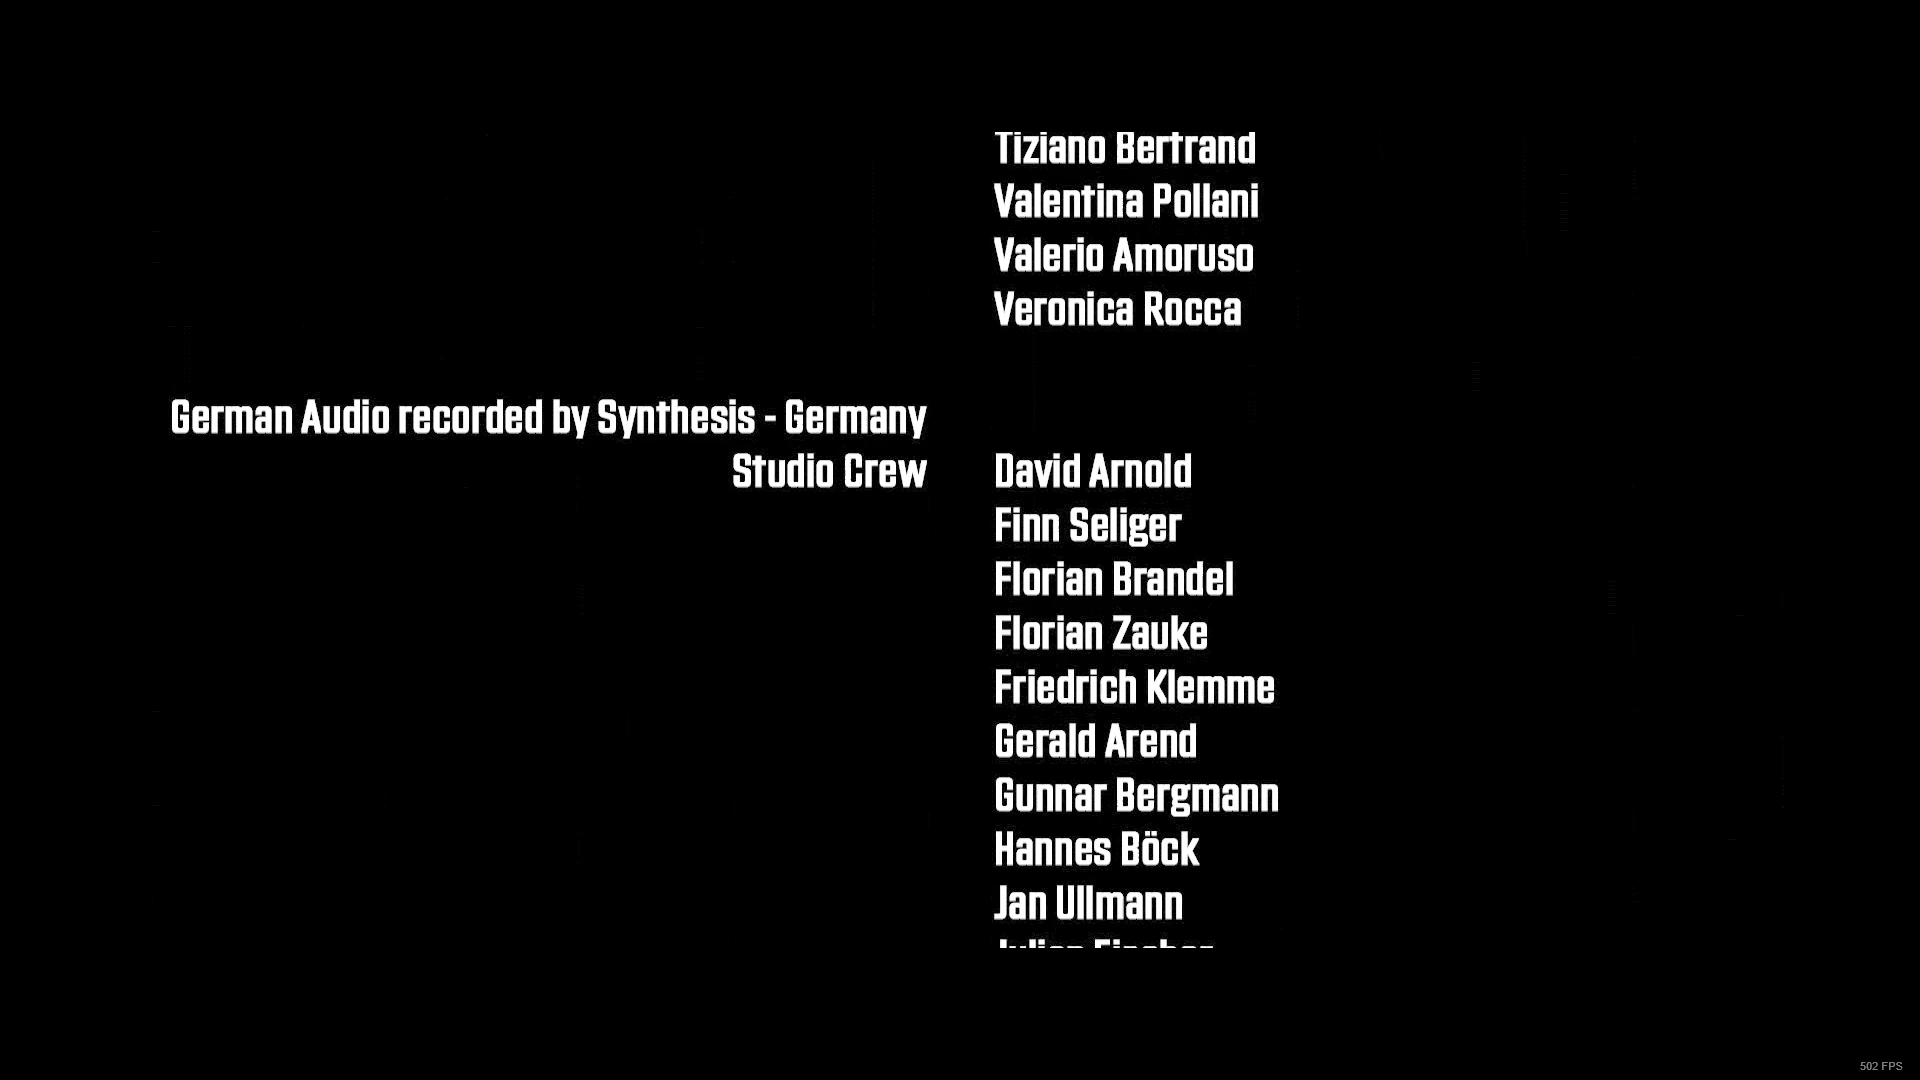 Tiziano Bertrand
Valentina Pollani
Valerio Amoruso
Veronica Rocca
German Audio recorded by Synthesis - Germany
Studio Crew David Arnold
Finn Seliger
Florian Brandel
Florian Zauke
Friedrich Klemme
Gerald Arend
Gunnar Bergmann
Hannes Böck
Jan Ullmann
502 FPS